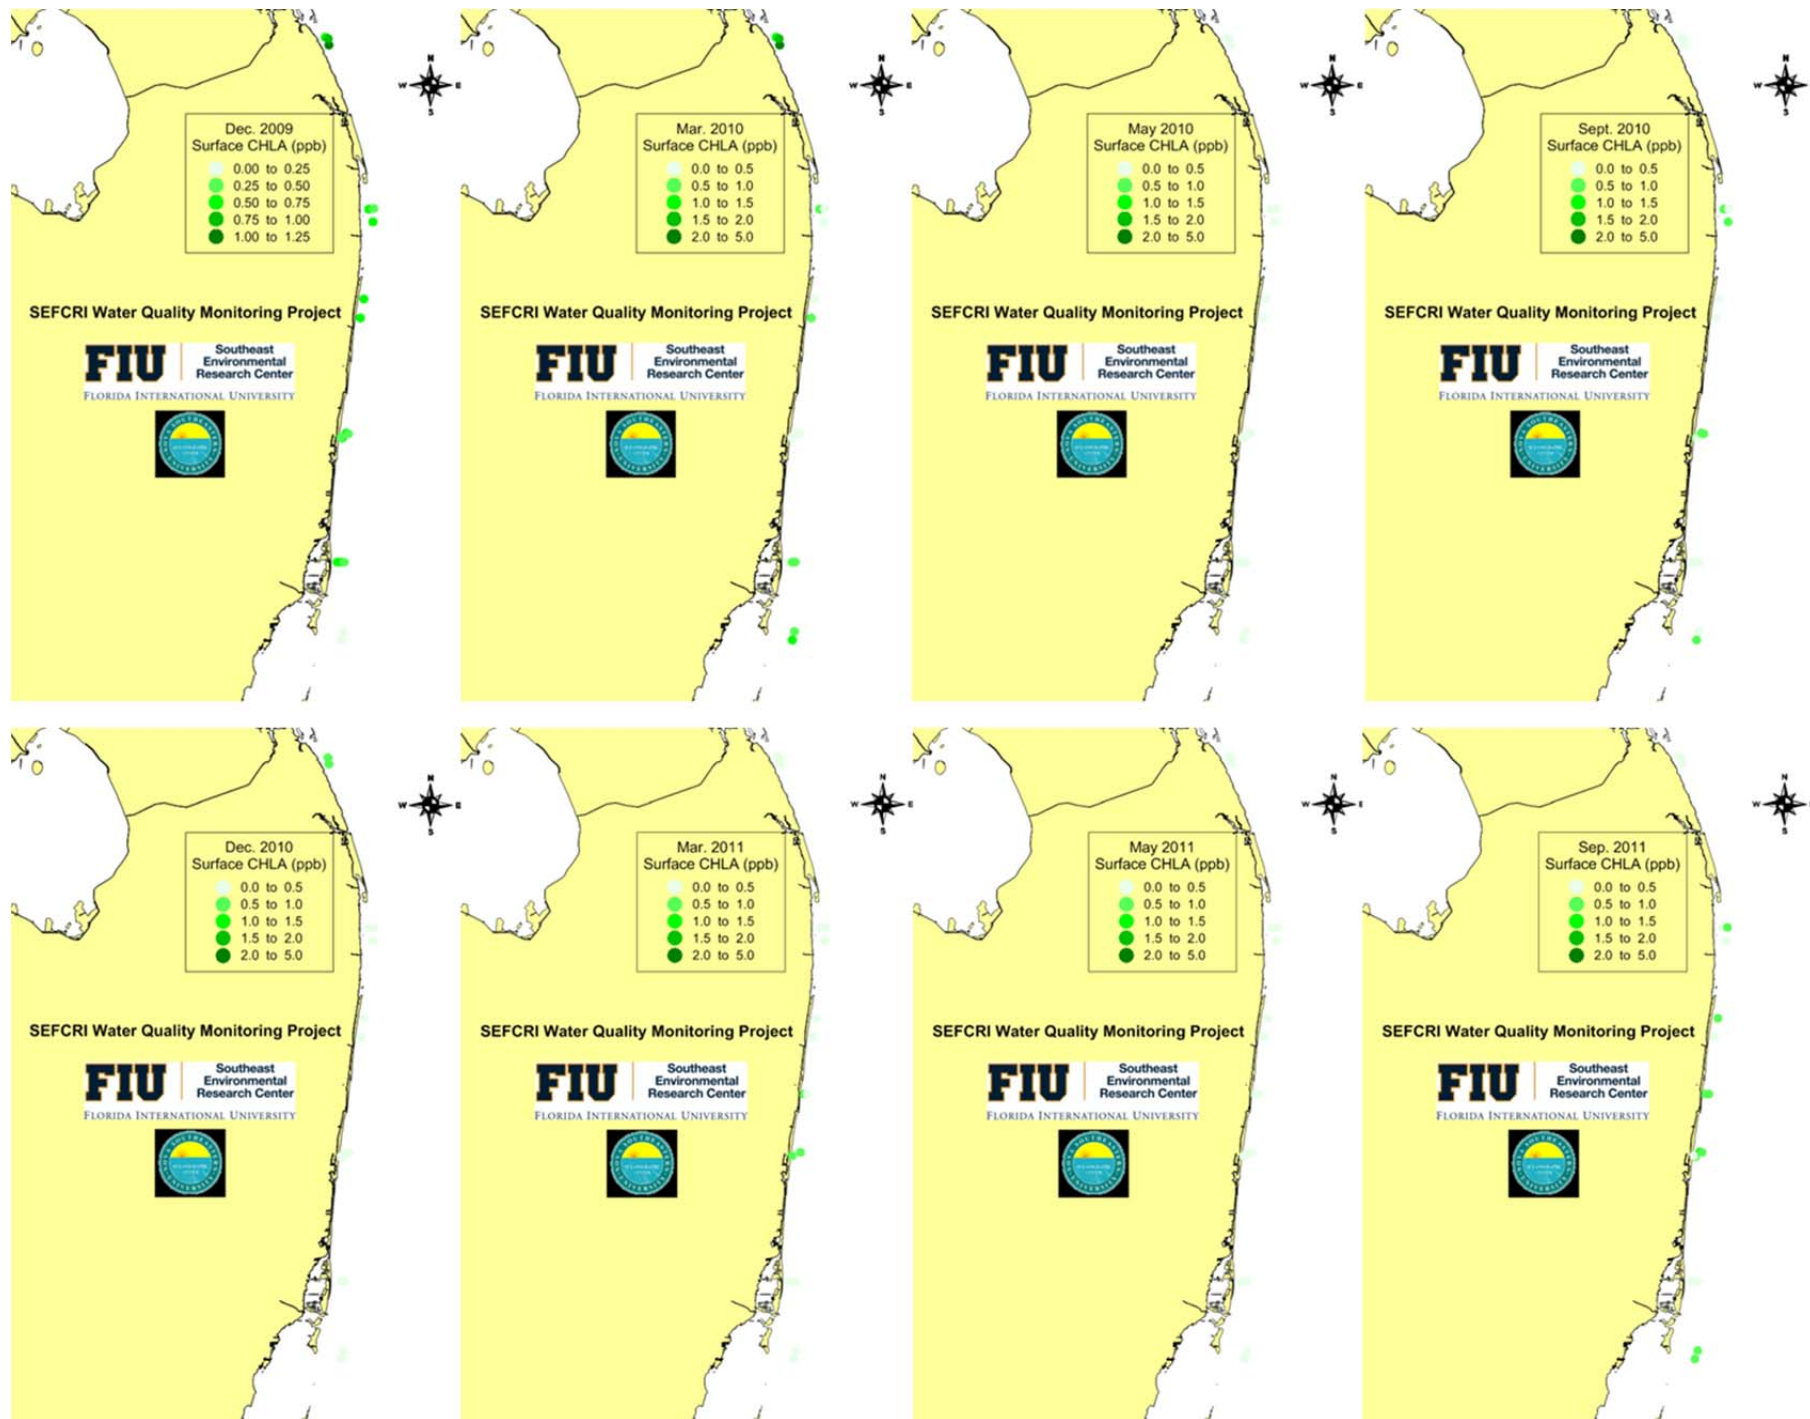 N
W E
S
Dec. 2009
Surface CHLA (ppb)
0.00 to 0.25
0.25 to 0.50
0.50 to 0.75
0.75 to 1.00
1.00 to 1.25
SEFCRI Water Quality Monitoring Project
FIU
Southeast
Environmental
Research Center
FLORIDA INTERNATIONAL UNIVERSITY
N
W E
S
Mar. 2010
Surface CHLA (ppb)
0.0 to 0.5
0.5 to 1.0
1.0 to 1.5
1.5 to 2.0
2.0 to 5.0
SEFCRI Water Quality Monitoring Project
FIU
Southeast
Environmental
Research Center
FLORIDA INTERNATIONAL UNIVERSITY
N
W E
S
May 2010
Surface CHLA (ppb)
0.0 to 0.5
0.5 to 1.0
1.0 to 1.5
1.5 to 2.0
2.0 to 5.0
SEFCRI Water Quality Monitoring Project
FIU
Southeast
Environmental
Research Center
FLORIDA INTERNATIONAL UNIVERSITY
N
W
S
Sept. 2010
Surface CHLA (ppb)
0.0 to 0.5
0.5 to 1.0
1.0 to 1.5
1.5 to 2.0
2.0 to 5.0
SEFCRI Water Quality Monitoring Project
FIU
Southeast
Environmental
Research Center
FLORIDA INTERNATIONAL UNIVERSITY
N
W E
S
Dec. 2010
Surface CHLA (ppb)
0.0 to 0.5
0.5 to 1.0
1.0 to 1.5
1.5 to 2.0
2.0 to 5.0
SEFCRI Water Quality Monitoring Project
FIU
Southeast
Environmental
Research Center
FLORIDA INTERNATIONAL UNIVERSITY
N
W E
S
Mar. 2011
Surface CHLA (ppb)
0.0 to 0.5
0.5 to 1.0
1.0 to 1.5
1.5 to 2.0
2.0 to 5.0
SEFCRI Water Quality Monitoring Project
FIU
Southeast
Environmental
Research Center
FLORIDA INTERNATIONAL UNIVERSITY
N
W E
S
May 2011
Surface CHLA (ppb)
0.0 to 0.5
0.5 to 1.0
1.0 to 1.5
1.5 to 2.0
2.0 to 5.0
SEFCRI Water Quality Monitoring Project
FIU
Southeast
Environmental
Research Center
FLORIDA INTERNATIONAL UNIVERSITY
N
W
S
Sep. 2011
Surface CHLA (ppb)
0.0 to 0.5
0.5 to 1.0
1.0 to 1.5
1.5 to 2.0
2.0 to 5.0
SEFCRI Water Quality Monitoring Project
FIU
Southeast
Environmental
Research Center
FLORIDA INTERNATIONAL UNIVERSITY